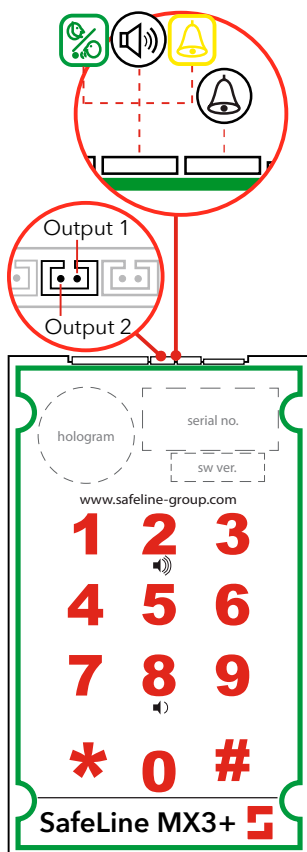 Output 1
Output 2
hologram
serial no.
sw ver.
www.safeline-group.com
1 2 3
4 5 6
7 8 9
* 0 #
SafeLine MX3+